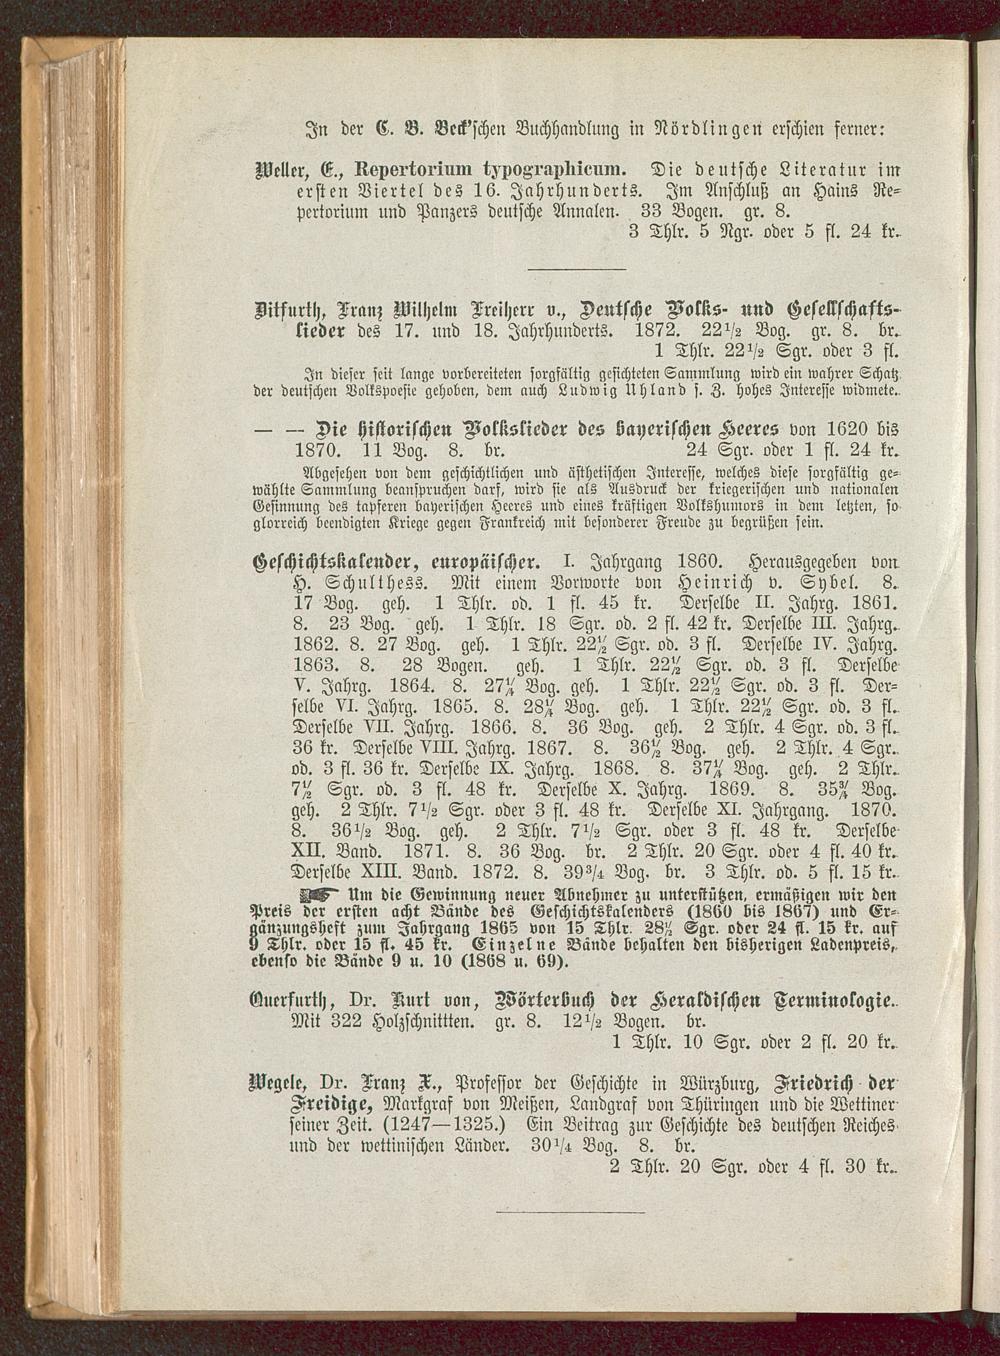 In der C. B. Beck'schen Buchhandlung in Nördlingen erschien ferner:
Weller, E., Repertorium typographicum. Die deutsche Literatur im
ersten Viertel des 16. Jahrhunderts. Im Anschluß an Hains Re-
pertorium und Panzers deutsche Annalen. 33 Bogen. gr. 8.
3 Thlr. 5 Ngr. oder 5 fl. 24 kr.
Ditfurth, Franz Wilhelm Freiherr v., Deutsche Volks- und Gesellschafts-
lieder des 17. und 18. Jahrhunderts. 1872. 22 1/2 Bog. gr. 8. br.
1 Thlr. 22 1/2 Sgr. oder 3 fl.
In dieser seit lange vorbereiteten sorgfältig gesichteten Sammlung wird ein wahrer Schatz
der deutschen Volkspoesie gehoben, dem auch Ludwig Uhland s. Z. hohes Interesse widmete.
— — Die historischen Volkslieder des bayerischen Heeres von 1620 bis
1870. 11 Bog. 8. br. 24 Sgr. oder 1 fl. 24 kr.
Abgesehen von dem geschichtlichen und ästhetischen Interesse, welches diese sorgfältig ge-
wählte Sammlung beanspruchen darf, wird sie als Ausdruck der kriegerischen und nationalen
Gesinnung des tapferen bayerischen Heeres und eines kräftigen Volkshumors in dem letzten, so
glorreich beendigten Kriege gegen Frankreich mit besonderer Freude zu begrüßen sein.
Geschichtskalender, europäischer. I. Jahrgang 1860. Herausgegeben von
H. Schulthess. Mit einem Vorworte von Heinrich v. Sybel. 8.
17 Bog. geh. 1 Thlr. od. 1 fl. 45 kr. Derselbe II. Jahrg. 1861.
8. 23 Bog. geh. 1 Thlr. 18 Sgr. od. 2 fl. 42 kr. Derselbe III. Jahrg.
1862. 8. 27 Bog. geh. 1 Thlr. 22½ Sgr. od. 3 fl. Derselbe IV. Jahrg.
1863. 8. 28 Bogen. geh. 1 Thlr. 22½ Sgr. od. 3 fl. Derselbe
V. Jahrg. 1864. 8. 27¼ Bog. geh. 1 Thlr. 22½ Sgr. od. 3 fl. Der-
selbe VI. Jahrg. 1865. 8. 28¼ Bog. geh. 1 Thlr. 22½ Sgr. od. 3 fl.
Derselbe VII. Jahrg. 1866. 8. 36 Bog. geh. 2 Thlr. 4 Sgr. od. 3 fl.
36 kr. Derselbe VIII. Jahrg. 1867. 8. 36½ Bog. geh. 2 Thlr. 4 Sgr.
od. 3 fl. 36 kr. Derselbe IX. Jahrg. 1868. 8. 37¼ Bog. geh. 2 Thlr.
7½ Sgr. od. 3 fl. 48 kr. Derselbe X. Jahrg. 1869. 8. 35¾ Bog.
geh. 2 Thlr. 7 1/2 Sgr. oder 3 fl. 48 kr. Derselbe XI. Jahrgang. 1870.
8. 36 1/2 Bog. geh. 2 Thlr. 7 1/2 Sgr. oder 3 fl. 48 kr. Derselbe
XII. Band. 1871. 8. 36 Bog. br. 2 Thlr. 20 Sgr. oder 4 fl. 40 kr.
Derselbe XIII. Band. 1872. 8. 39 3/4 Bog. br. 3 Thlr. od. 5 fl. 15 kr.
☛ Um die Gewinnung neuer Abnehmer zu unterstützen, ermäßigen wir den
Preis der ersten acht Bände des Geschichtskalenders (1860 bis 1867) und Er-
gänzungsheft zum Jahrgang 1865 von 15 Thlr. 28½ Sgr. oder 24 fl. 15 kr. auf
9 Thlr. oder 15 fl. 45 kr. Einzelne Bände behalten den bisherigen Ladenpreis,
ebenso die Bände 9 u. 10 (1868 u. 69).
Querfurth, Dr. Kurt von, Wörterbuch der Heraldischen Terminologie.
Mit 322 Holzschnittten. gr. 8. 12 1/2 Bogen. br.
1 Thlr. 10 Sgr. oder 2 fl. 20 kr.
Wegele, Dr. Franz X., Professor der Geschichte in Würzburg, Friedrich der
Freidige, Markgraf von Meißen, Landgraf von Thüringen und die Wettiner
seiner Zeit. (1247—1325.) Ein Beitrag zur Geschichte des deutschen Reiches
und der wettinischen Länder. 30 1/4 Bog. 8. br.
2 Thlr. 20 Sgr. oder 4 fl. 30 kr.